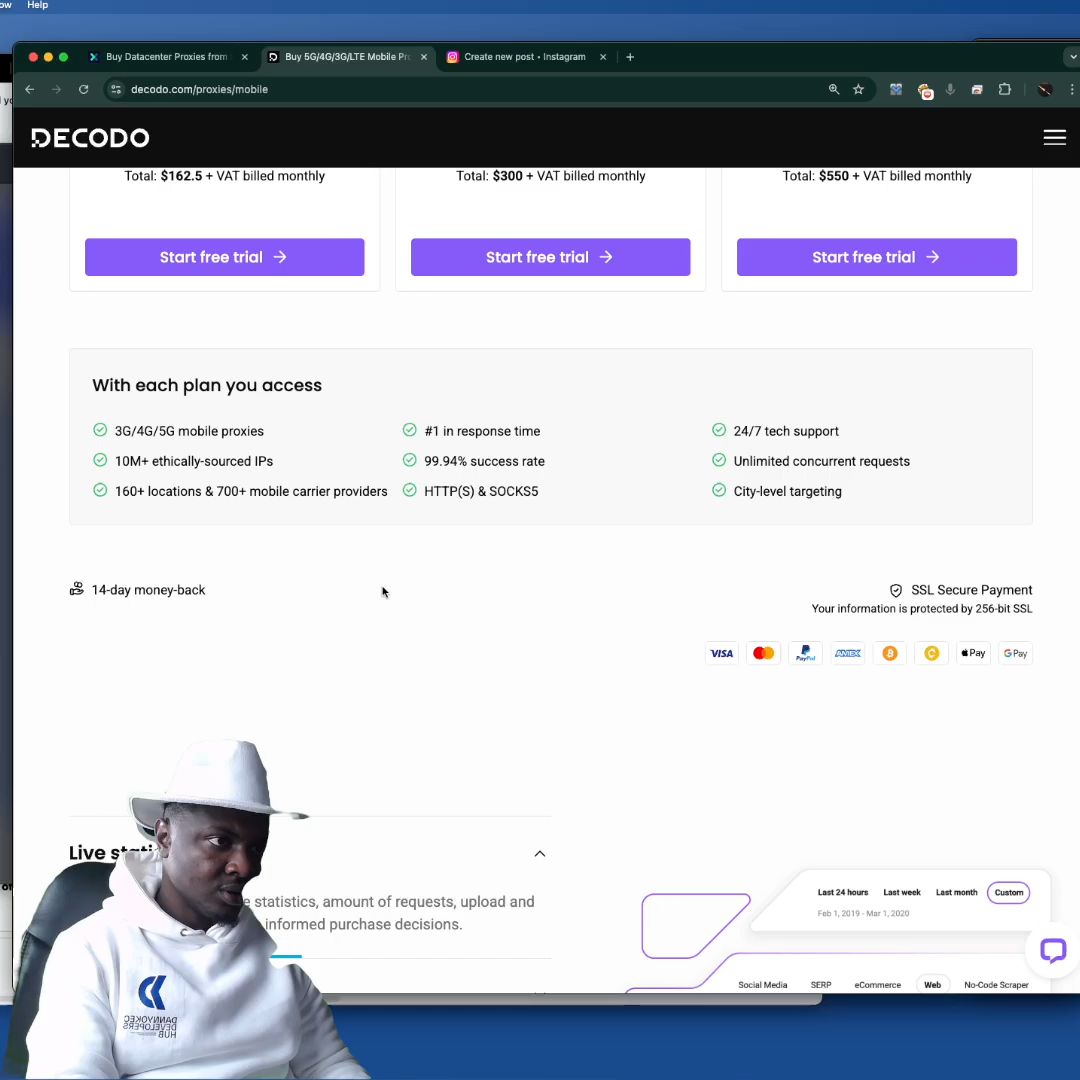 Help
Buy Datacenter Proxies from
Buy 5G/4G/3G/LTE Mobile Pr
Create new post • Instagram
decodo.com/proxies/mobile
DECODO
Total: $162.5 + VAT billed monthly
Total: $300 + VAT billed monthly
Total: $550 + VAT billed monthly
Start free trial
Start free trial
Start free trial
With each plan you access
3G/4G/5G mobile proxies
#1 in response time
24/7 tech support
10M+ ethically-sourced IPs
99.94% success rate
Unlimited concurrent requests
160+ locations & 700+ mobile carrier providers
HTTP(S) & SOCKS5
City-level targeting
14-day money-back
SSL Secure Payment
Your information is protected by 256-bit SSL
VISA
PayPal
AMEX
Pay
G Pay
Live
statistics, amount of requests, upload and
informed purchase decisions.
Last 24 hours
Last week
Last month
Custom
Feb 1, 2019 - Mar 1, 2020
Social Media
SERP
eCommerce
Web
No-Code Scraper
DANNYOKEC
DEVELOPERS
HUB